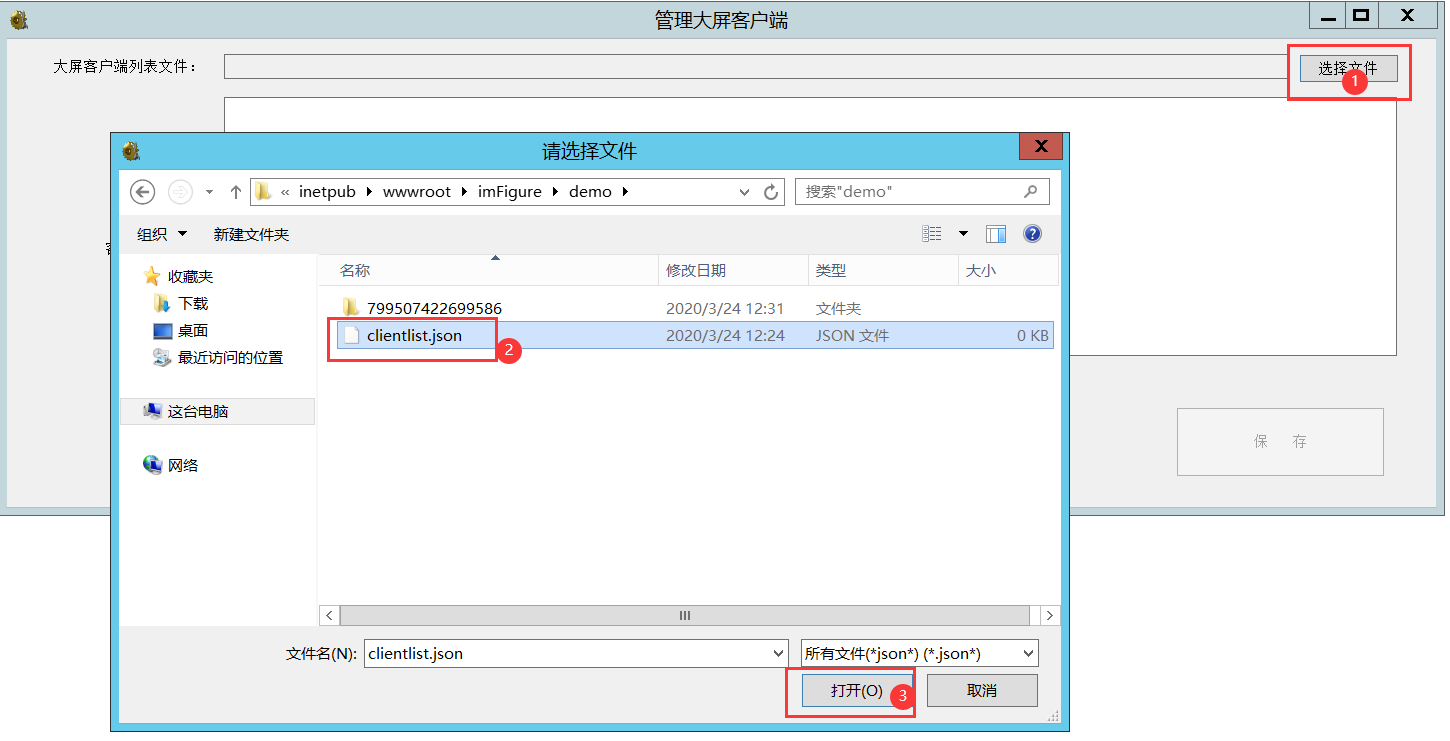 管理大屏客户端
大屏客户端列表文件：
选择文件
1
请选择文件
« inetpub wwwroot imFigure demo
搜索"demo"
组织 新建文件夹
名称 修改日期 类型 大小
收藏夹
下载
桌面
最近访问的位置
这台电脑
网络
799507422699586 2020/3/24 12:31 文件夹
clientlist.json 2020/3/24 12:24 JSON 文件 0 KB
2
保 存
文件名(N): clientlist.json 所有文件(*json*) (*.json*)
打开(O) 3 取消